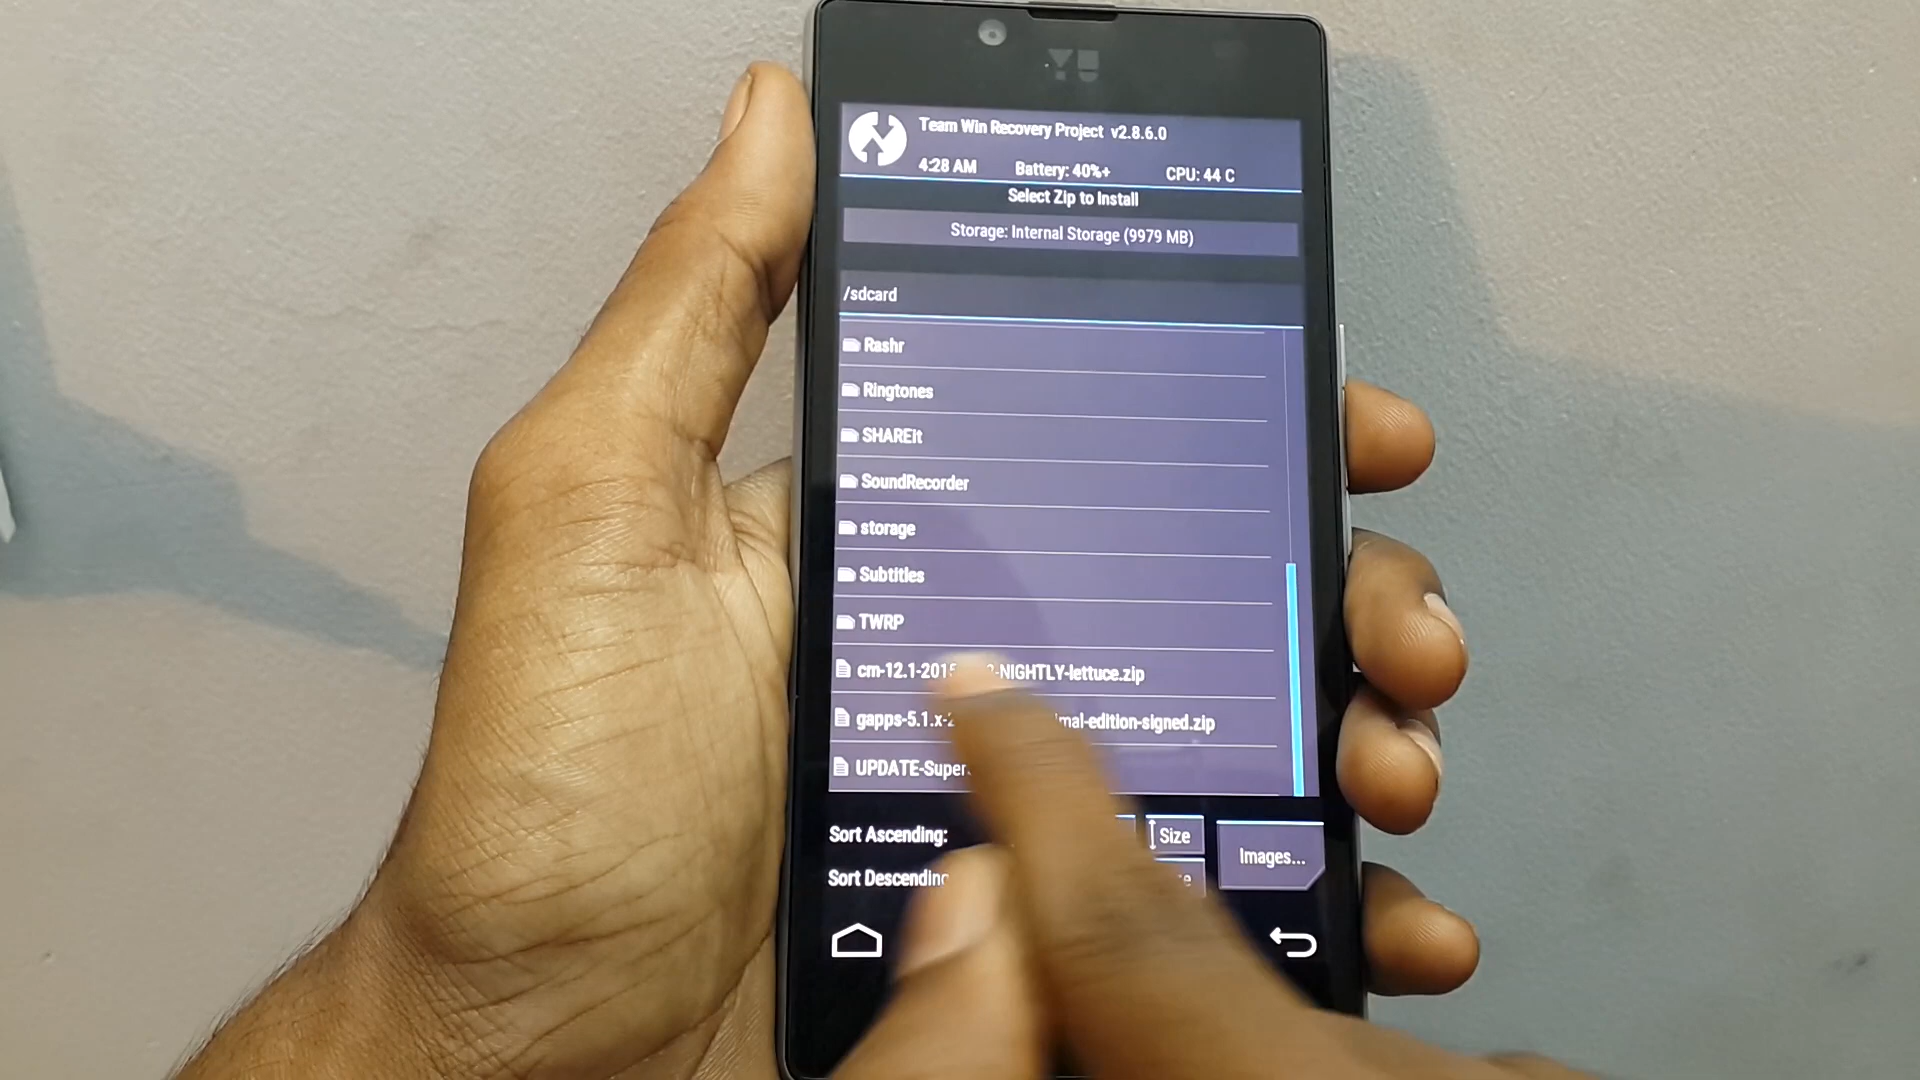 YU
Team Win Recovery Project v2.8.6.0
4:28 AM Battery: 40%+ CPU: 44 C
Select Zip to Install
Storage: Internal Storage (9979 MB)
/sdcard
Rashr
Ringtones
SHAREit
SoundRecorder
storage
Subtitles
TWRP
cm-12.1-2015 -NIGHTLY-lettuce.zip
gapps-5.1.x-2 mal-edition-signed.zip
UPDATE-Super
Sort Ascending: Size
Images...
Sort Descending